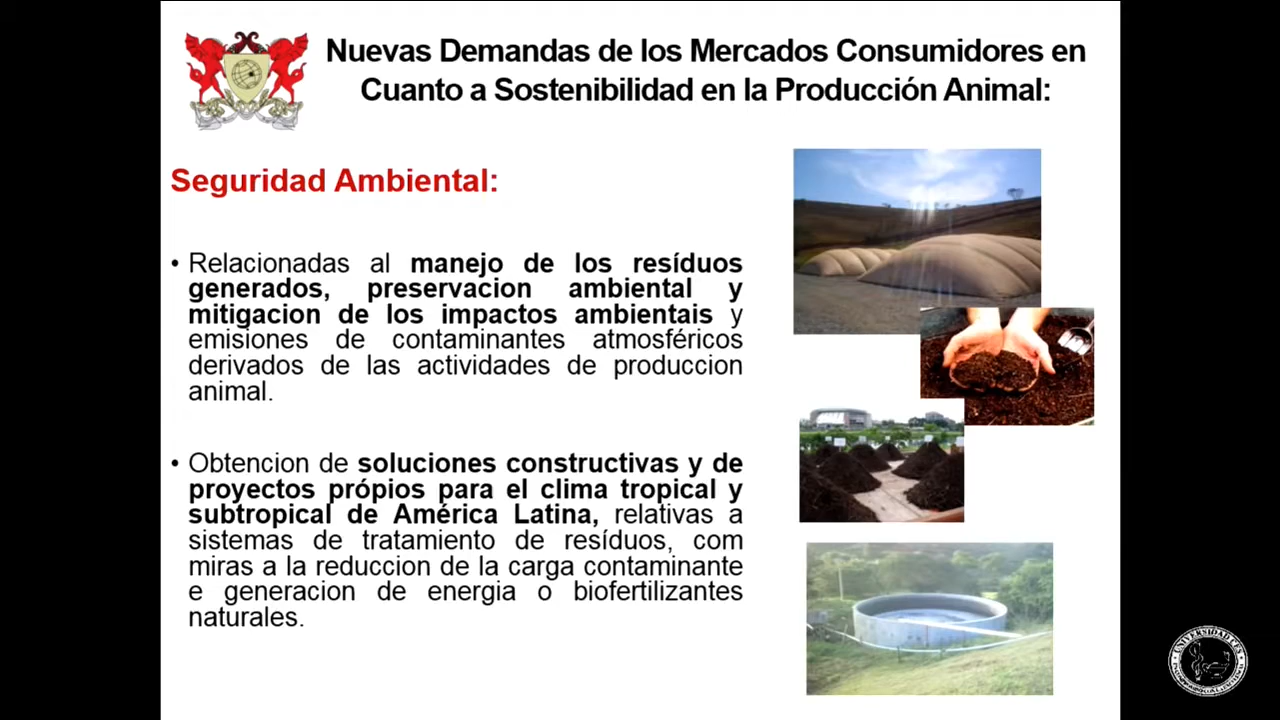 Nuevas Demandas de los Mercados Consumidores en
Cuanto a Sostenibilidad en la Producción Animal:
Seguridad Ambiental:
• Relacionadas al manejo de los resíduos
generados, preservacion ambiental y
mitigacion de los impactos ambientais y
emisiones de contaminantes atmosféricos
derivados de las actividades de produccion
animal.
• Obtencion de soluciones constructivas y de
proyectos própios para el clima tropical y
subtropical de América Latina, relativas a
sistemas de tratamiento de resíduos, com
miras a la reduccion de la carga contaminante
e generacion de energia o biofertilizantes
naturales.
UNIVERSIDAD CES